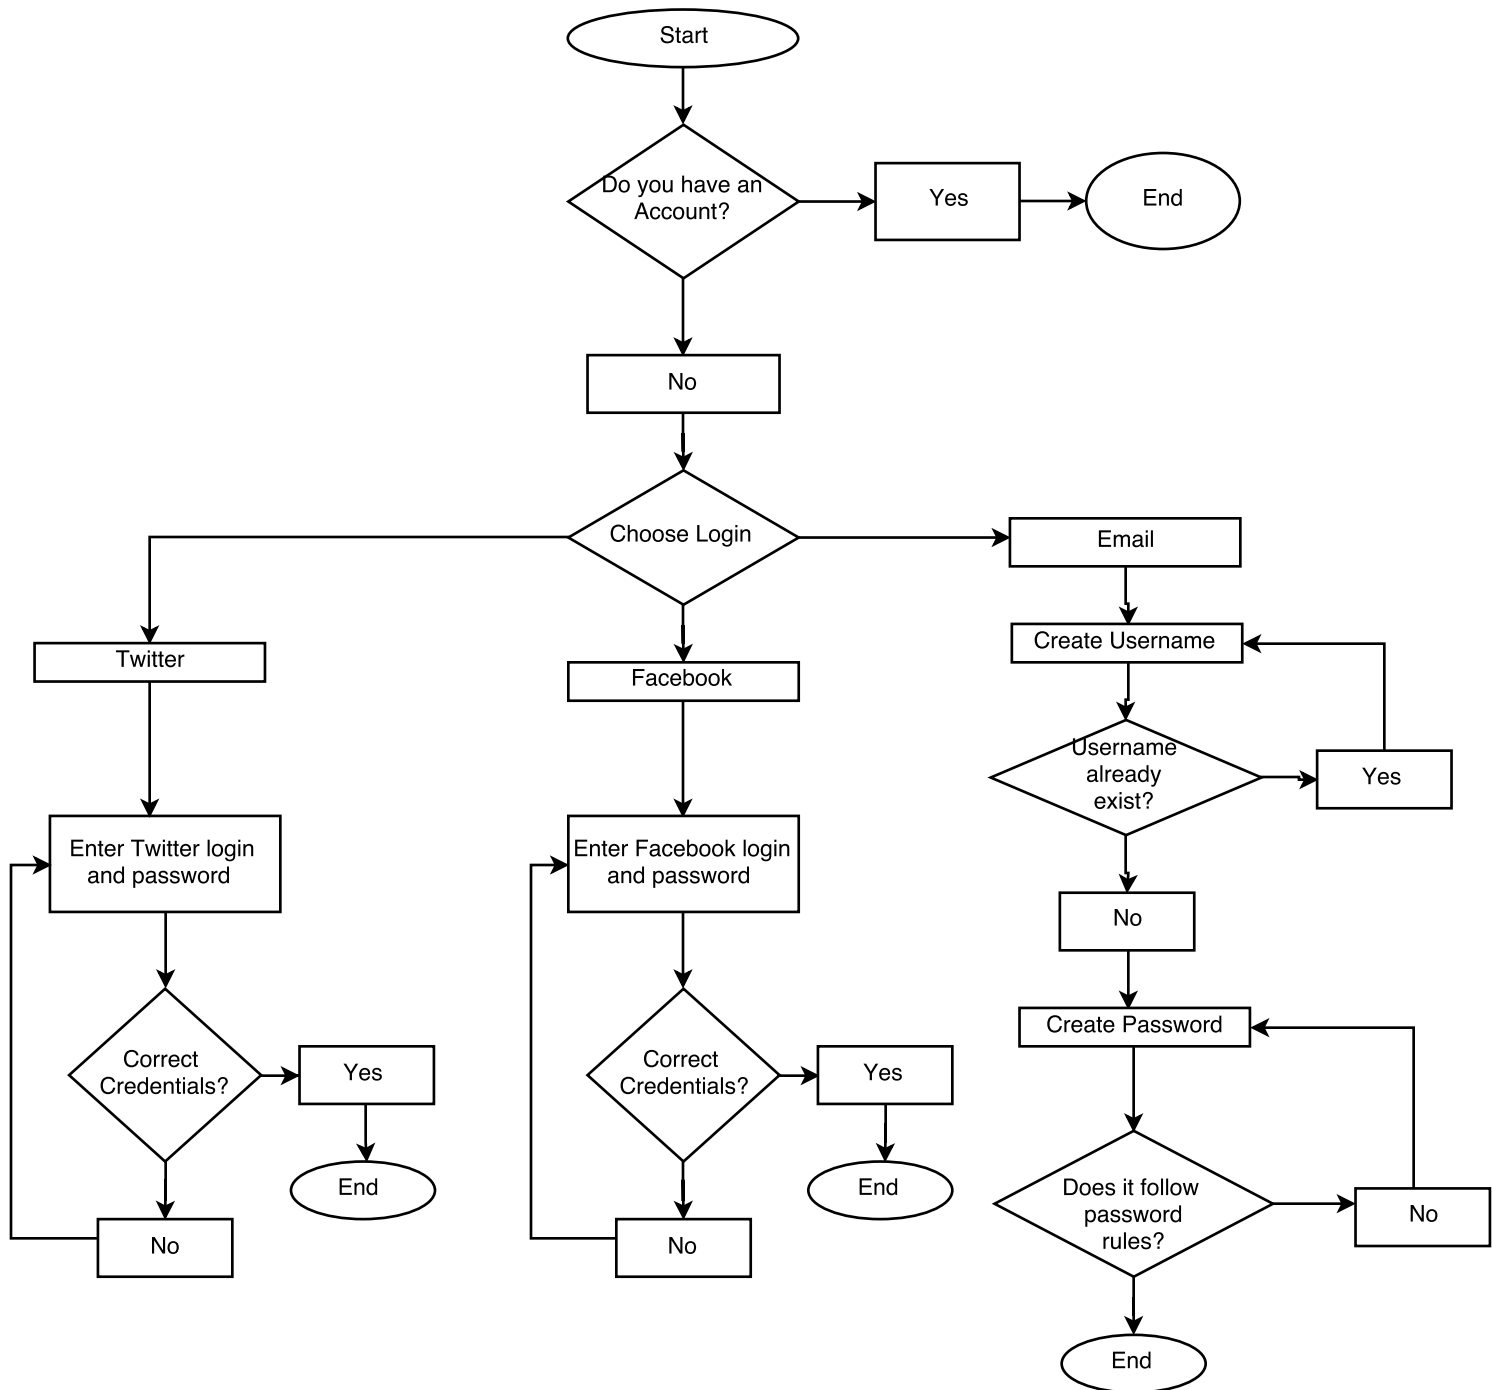 Start
Do you have an
Account?
Yes
End
No
Choose Login
Email
Create Username
Twitter
Facebook
Username
already
exist?
Yes
Enter Twitter login
and password
Enter Facebook login
and password
No
Create Password
Correct
Credentials?
Yes
Correct
Credentials?
Yes
End
End
Does it follow
password
rules?
No
No
No
End